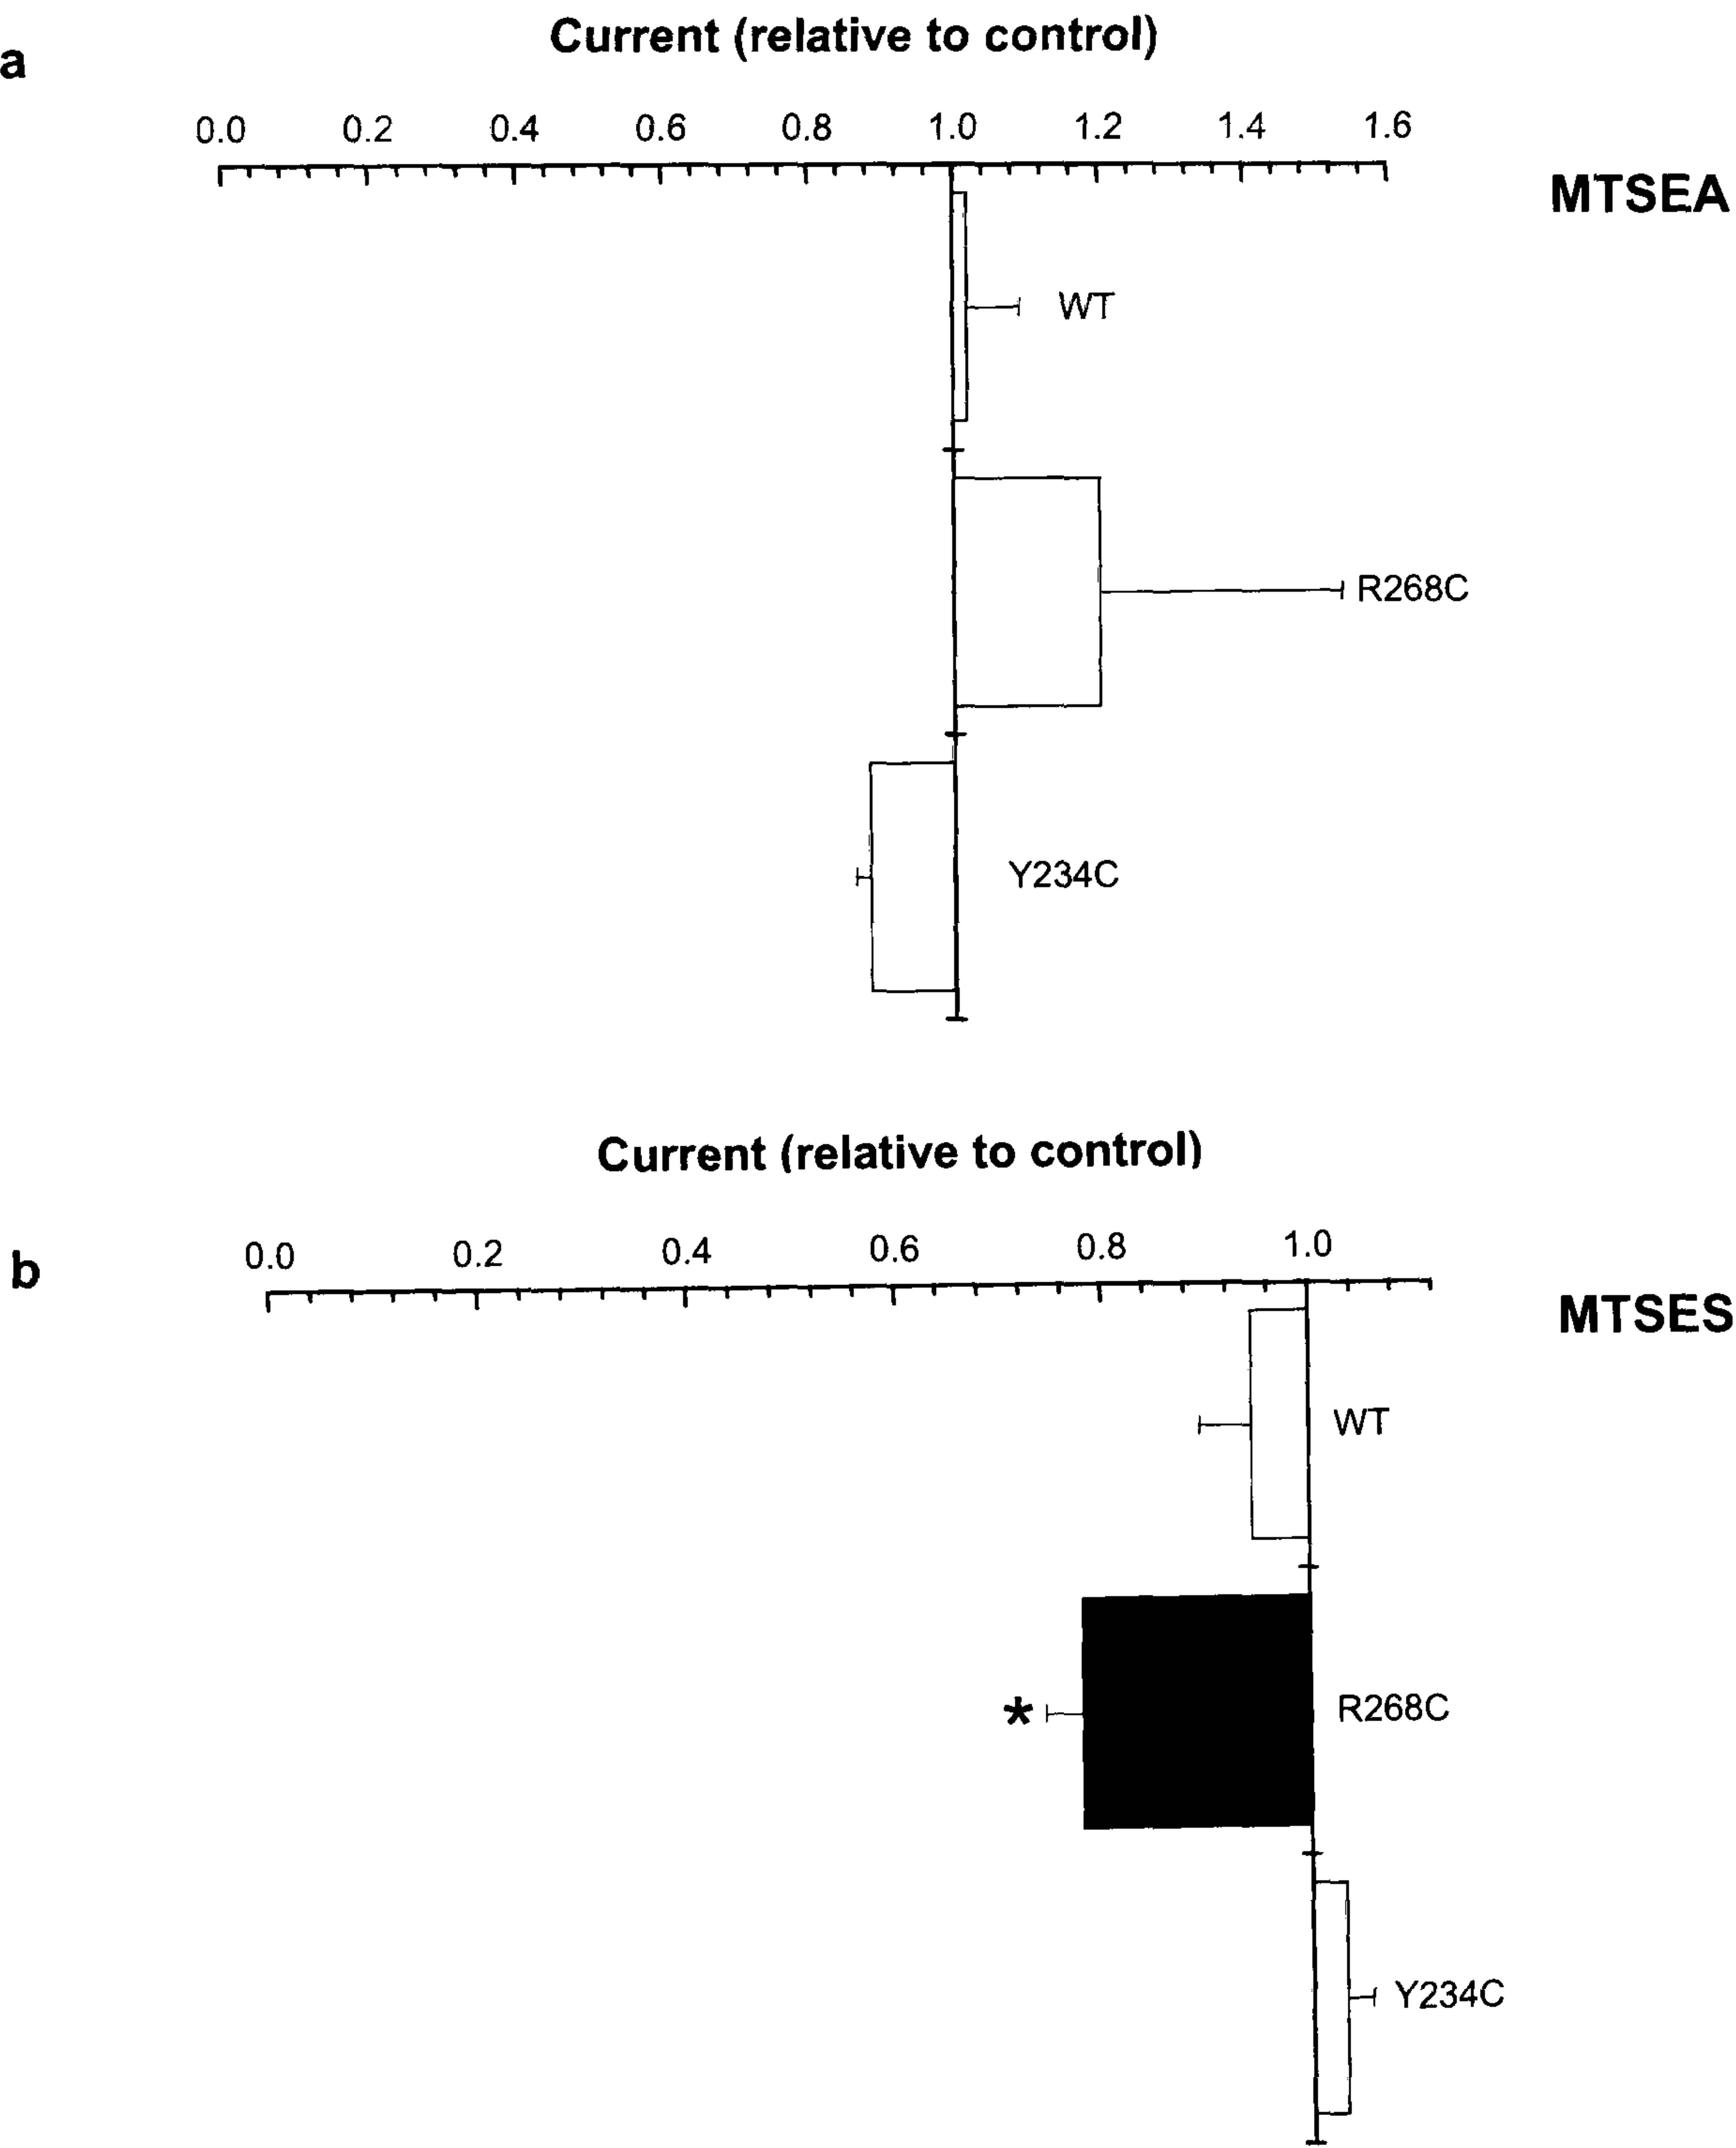 Current (relative to control)
a
0.0 0.2 0.4 0.6 0.8 1.0 1.2 1.4 1.6
MTSEA
WT
R268C
Y234C
Current (relative to control)
b
0.0 0.2 0.4 0.6 0.8 1.0
MTSES
WT
* R268C
Y234C